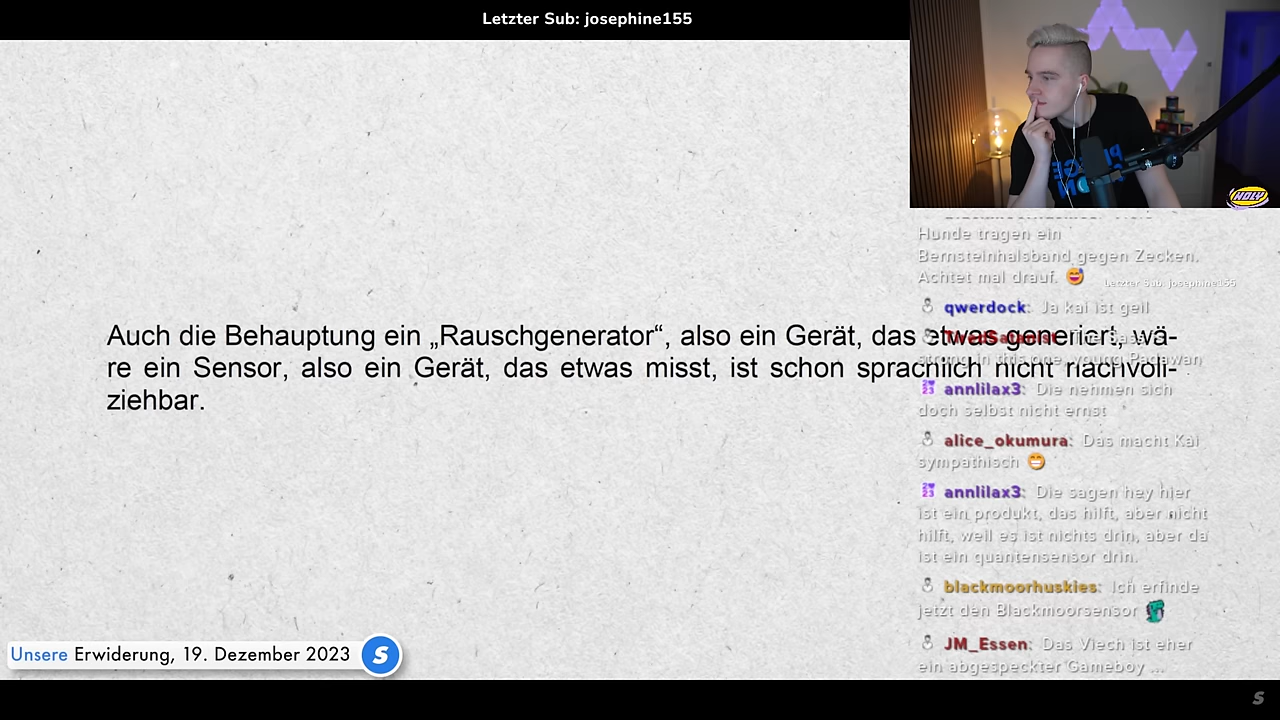 Letzter Sub: josephine155
HOLY
Hunde tragen ein
Bernsteinhalsband gegen Zecken.
Achtet mal drauf.
Letzter Sub: josephine155
qwerdock: Ja kai ist geil
Auch die Behauptung ein „Rauschgenerator“, also ein Gerät, das etwas generiert, wä-
re ein Sensor, also ein Gerät, das etwas misst, ist schon sprachlich nicht nachvoll-
ziehbar.
TiredSatanist:
strong in this one, young Padawan
annlilax3: Die nehmen sich
doch selbst nicht ernst
alice_okumura: Das macht Kai
sympathisch
annlilax3: Die sagen hey hier
ist ein produkt, das hilft, aber nicht
hilft, weil es ist nichts drin, aber da
ist ein quantensensor drin.
blackmoorhuskies: Ich erfinde
jetzt den Blackmoorsensor
JM_Essen: Das Viech ist eher
ein abgespeckter Gameboy ...
Unsere Erwiderung, 19. Dezember 2023
S
S